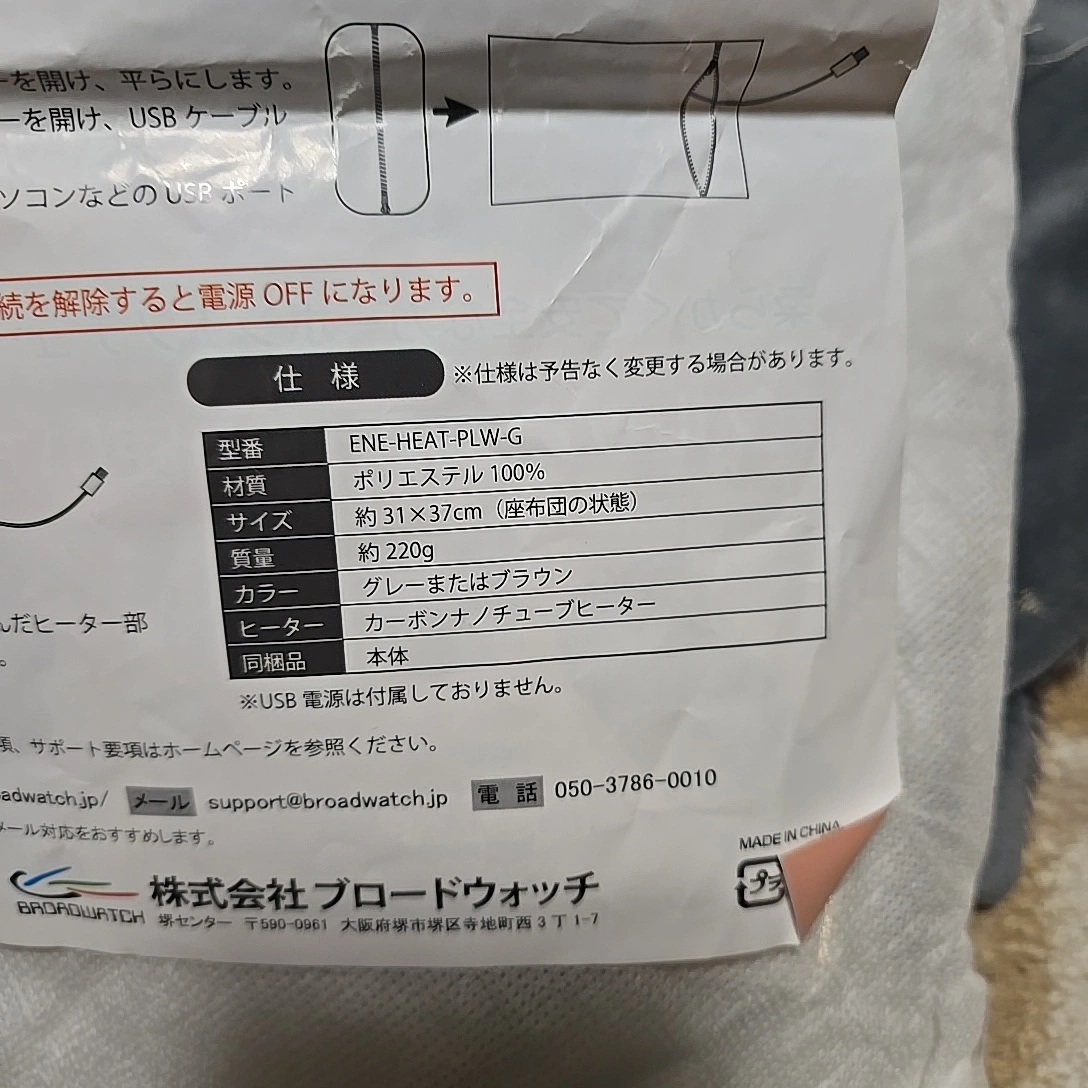 ーを開け、平らにします。
ーを開け、USB ケーブル
ソコンなどの USB ポート
続を解除すると電源 OFF になります。
仕 様 ※仕様は予告なく変更する場合があります。
型番 ENE-HEAT-PLW-G
材質 ポリエステル 100%
サイズ 約 31×37cm（座布団の状態）
質量 約 220g
カラー グレーまたはブラウン
ヒーター カーボンナノチューブヒーター
同梱品 本体
んだヒーター部
。
※USB 電源は付属しておりません。
項、サポート要項はホームページを参照ください。
adwatch.jp/ メール support@broadwatch.jp 電 話 050-3786-0010
メール対応をおすすめします。
MADE IN CHINA
プラ
BROADWATCH 株式会社 ブロードウォッチ
堺センター 〒590-0961 大阪府堺市堺区寺地町西３丁 1-7